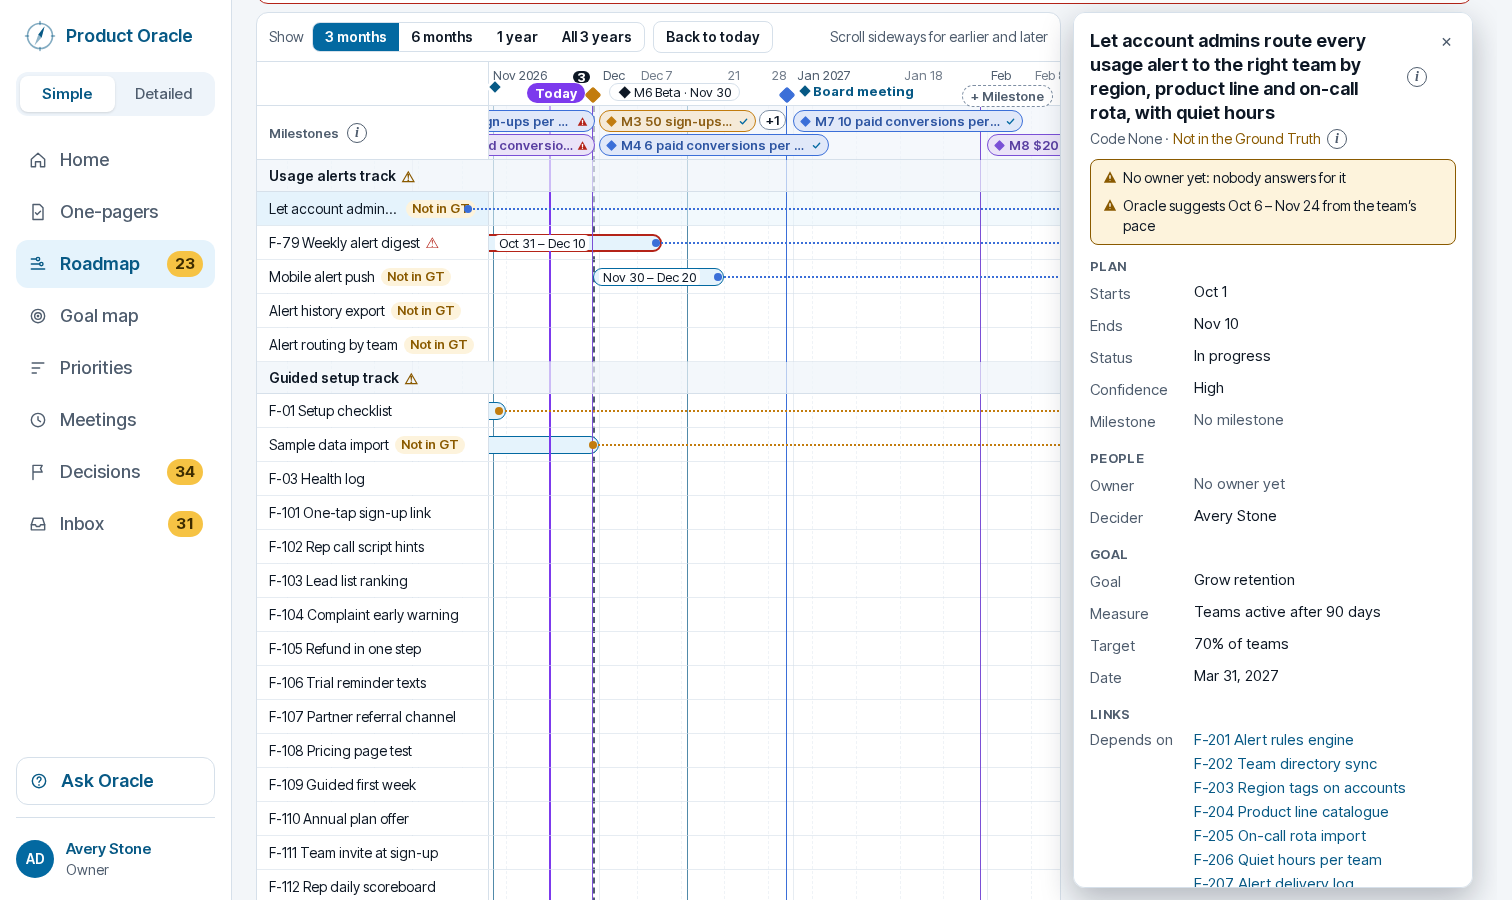 Product Oracle
Simple
Detailed
Home
One-pagers
Roadmap 23
Goal map
Priorities
Meetings
Decisions 34
Inbox 31
Ask Oracle
AD
Avery Stone
Owner
Show
3 months
6 months
1 year
All 3 years
Back to today
Scroll sideways for earlier and later
Nov 2026
3
Dec
Dec 7
21
28
Jan 2027
Jan 18
Feb
Feb
Today
M6 Beta · Nov 30
Board meeting
+ Milestone
Milestones i
gn-ups per ...
M3 50 sign-ups...
+1
M7 10 paid conversions per...
d conversio...
M4 6 paid conversions per ...
M8 $20
Usage alerts track
Let account admin... Not in GT
F-79 Weekly alert digest
Oct 31 – Dec 10
Mobile alert push Not in GT
Nov 30 – Dec 20
Alert history export Not in GT
Alert routing by team Not in GT
Guided setup track
F-01 Setup checklist
Sample data import Not in GT
F-03 Health log
F-101 One-tap sign-up link
F-102 Rep call script hints
F-103 Lead list ranking
F-104 Complaint early warning
F-105 Refund in one step
F-106 Trial reminder texts
F-107 Partner referral channel
F-108 Pricing page test
F-109 Guided first week
F-110 Annual plan offer
F-111 Team invite at sign-up
F-112 Rep daily scoreboard
Let account admins route every
usage alert to the right team by
region, product line and on-call
rota, with quiet hours
i
×
Code None · Not in the Ground Truth i
No owner yet: nobody answers for it
Oracle suggests Oct 6 – Nov 24 from the team's
pace
PLAN
Starts Oct 1
Ends Nov 10
Status In progress
Confidence High
Milestone No milestone
PEOPLE
Owner No owner yet
Decider Avery Stone
GOAL
Goal Grow retention
Measure Teams active after 90 days
Target 70% of teams
Date Mar 31, 2027
LINKS
Depends on F-201 Alert rules engine
F-202 Team directory sync
F-203 Region tags on accounts
F-204 Product line catalogue
F-205 On-call rota import
F-206 Quiet hours per team
F-207 Alert delivery log